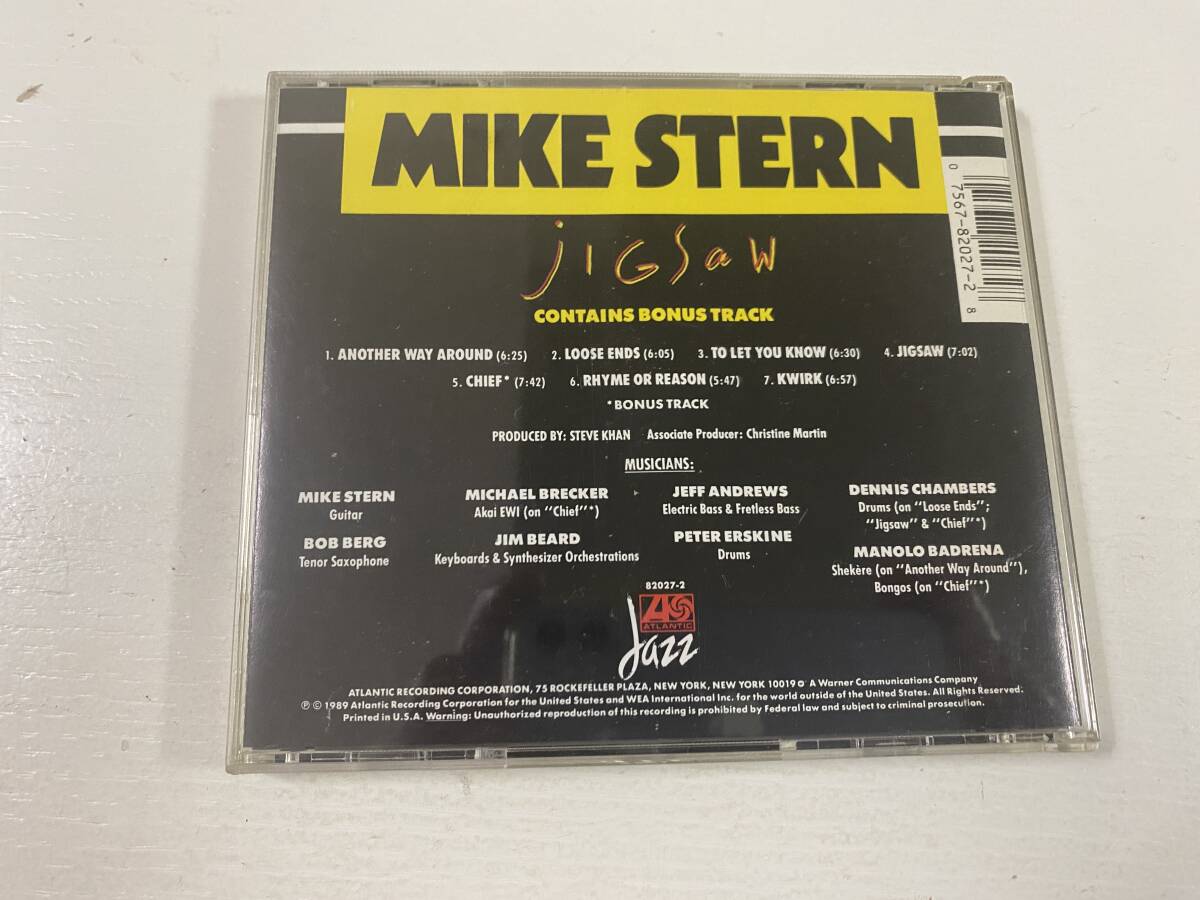 MIKE STERN
jIGSaW
CONTAINS BONUS TRACK
1. ANOTHER WAY AROUND (6:25) 2. LOOSE ENDS (6:05) 3. TO LET YOU KNOW (6:30) 4. JIGSAW (7:02)
5. CHIEF* (7:42) 6. RHYME OR REASON (5:47) 7. KWIRK (6:57)
*BONUS TRACK
PRODUCED BY: STEVE KHAN Associate Producer: Christine Martin
MUSICIANS:
MIKE STERN
Guitar
BOB BERG
Tenor Saxophone
MICHAEL BRECKER
Akai EWI (on "Chief"*)
JIM BEARD
Keyboards & Synthesizer Orchestrations
JEFF ANDREWS
Electric Bass & Fretless Bass
PETER ERSKINE
Drums
DENNIS CHAMBERS
Drums (on "Loose Ends";
"Jigsaw" & "Chief"*)
MANOLO BADRENA
Shekère (on "Another Way Around"),
Bongos (on "Chief"*)
82027-2
ATLANTIC
Jazz
ATLANTIC RECORDING CORPORATION, 75 ROCKEFELLER PLAZA, NEW YORK, NEW YORK 10019 A Warner Communications Company
℗ © 1989 Atlantic Recording Corporation for the United States and WEA International Inc. for the world outside of the United States. All Rights Reserved.
Printed in U.S.A. Warning: Unauthorized reproduction of this recording is prohibited by Federal law and subject to criminal prosecution.
0 7567-82027-2 8